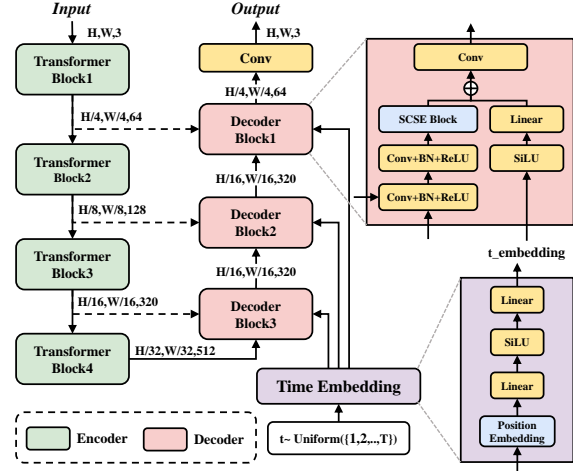 Input
Output
H,W,3
H,W,3
Transformer
Block1
Conv
Conv
H/4,W/4,64
H/4,W/4,64
SCSE Block
Linear
Decoder
Block1
Conv+BN+ReLU
SiLU
Transformer
Block2
Conv+BN+ReLU
H/16,W/16,320
H/8,W/8,128
Decoder
Block2
t_embedding
Transformer
Block3
H/16,W/16,320
Linear
H/16,W/16,320
Decoder
Block3
SiLU
Transformer
Block4
H/32,W/32,512
Linear
Time Embedding
Position
Embedding
Encoder
Decoder
t~ Uniform({1,2,..,T})